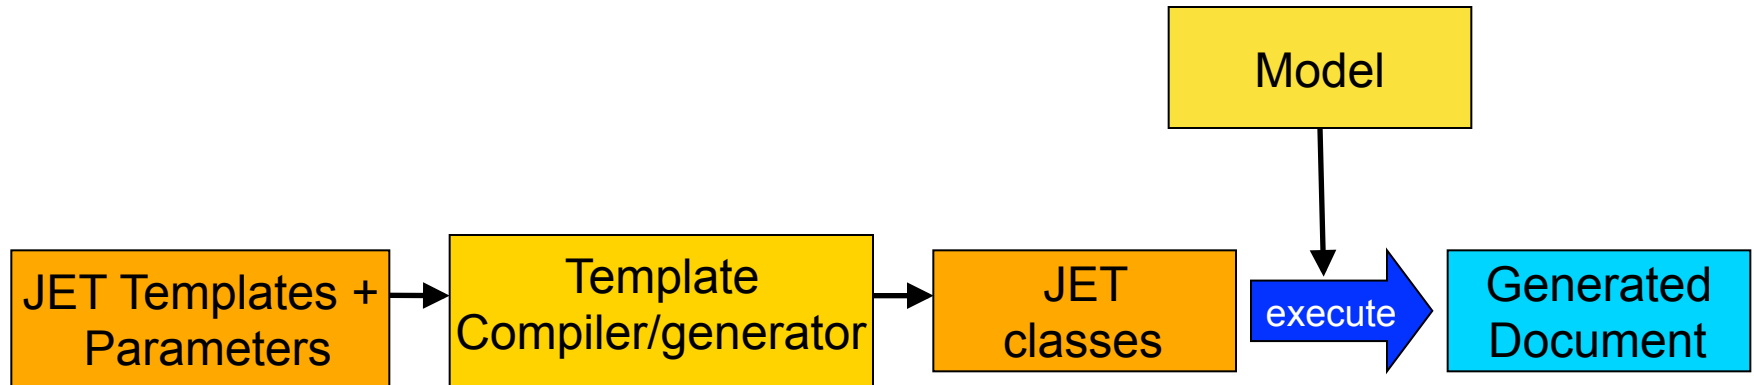 Model
JET Templates +
Parameters
Template
Compiler/generator
JET
classes
execute
Generated
Document